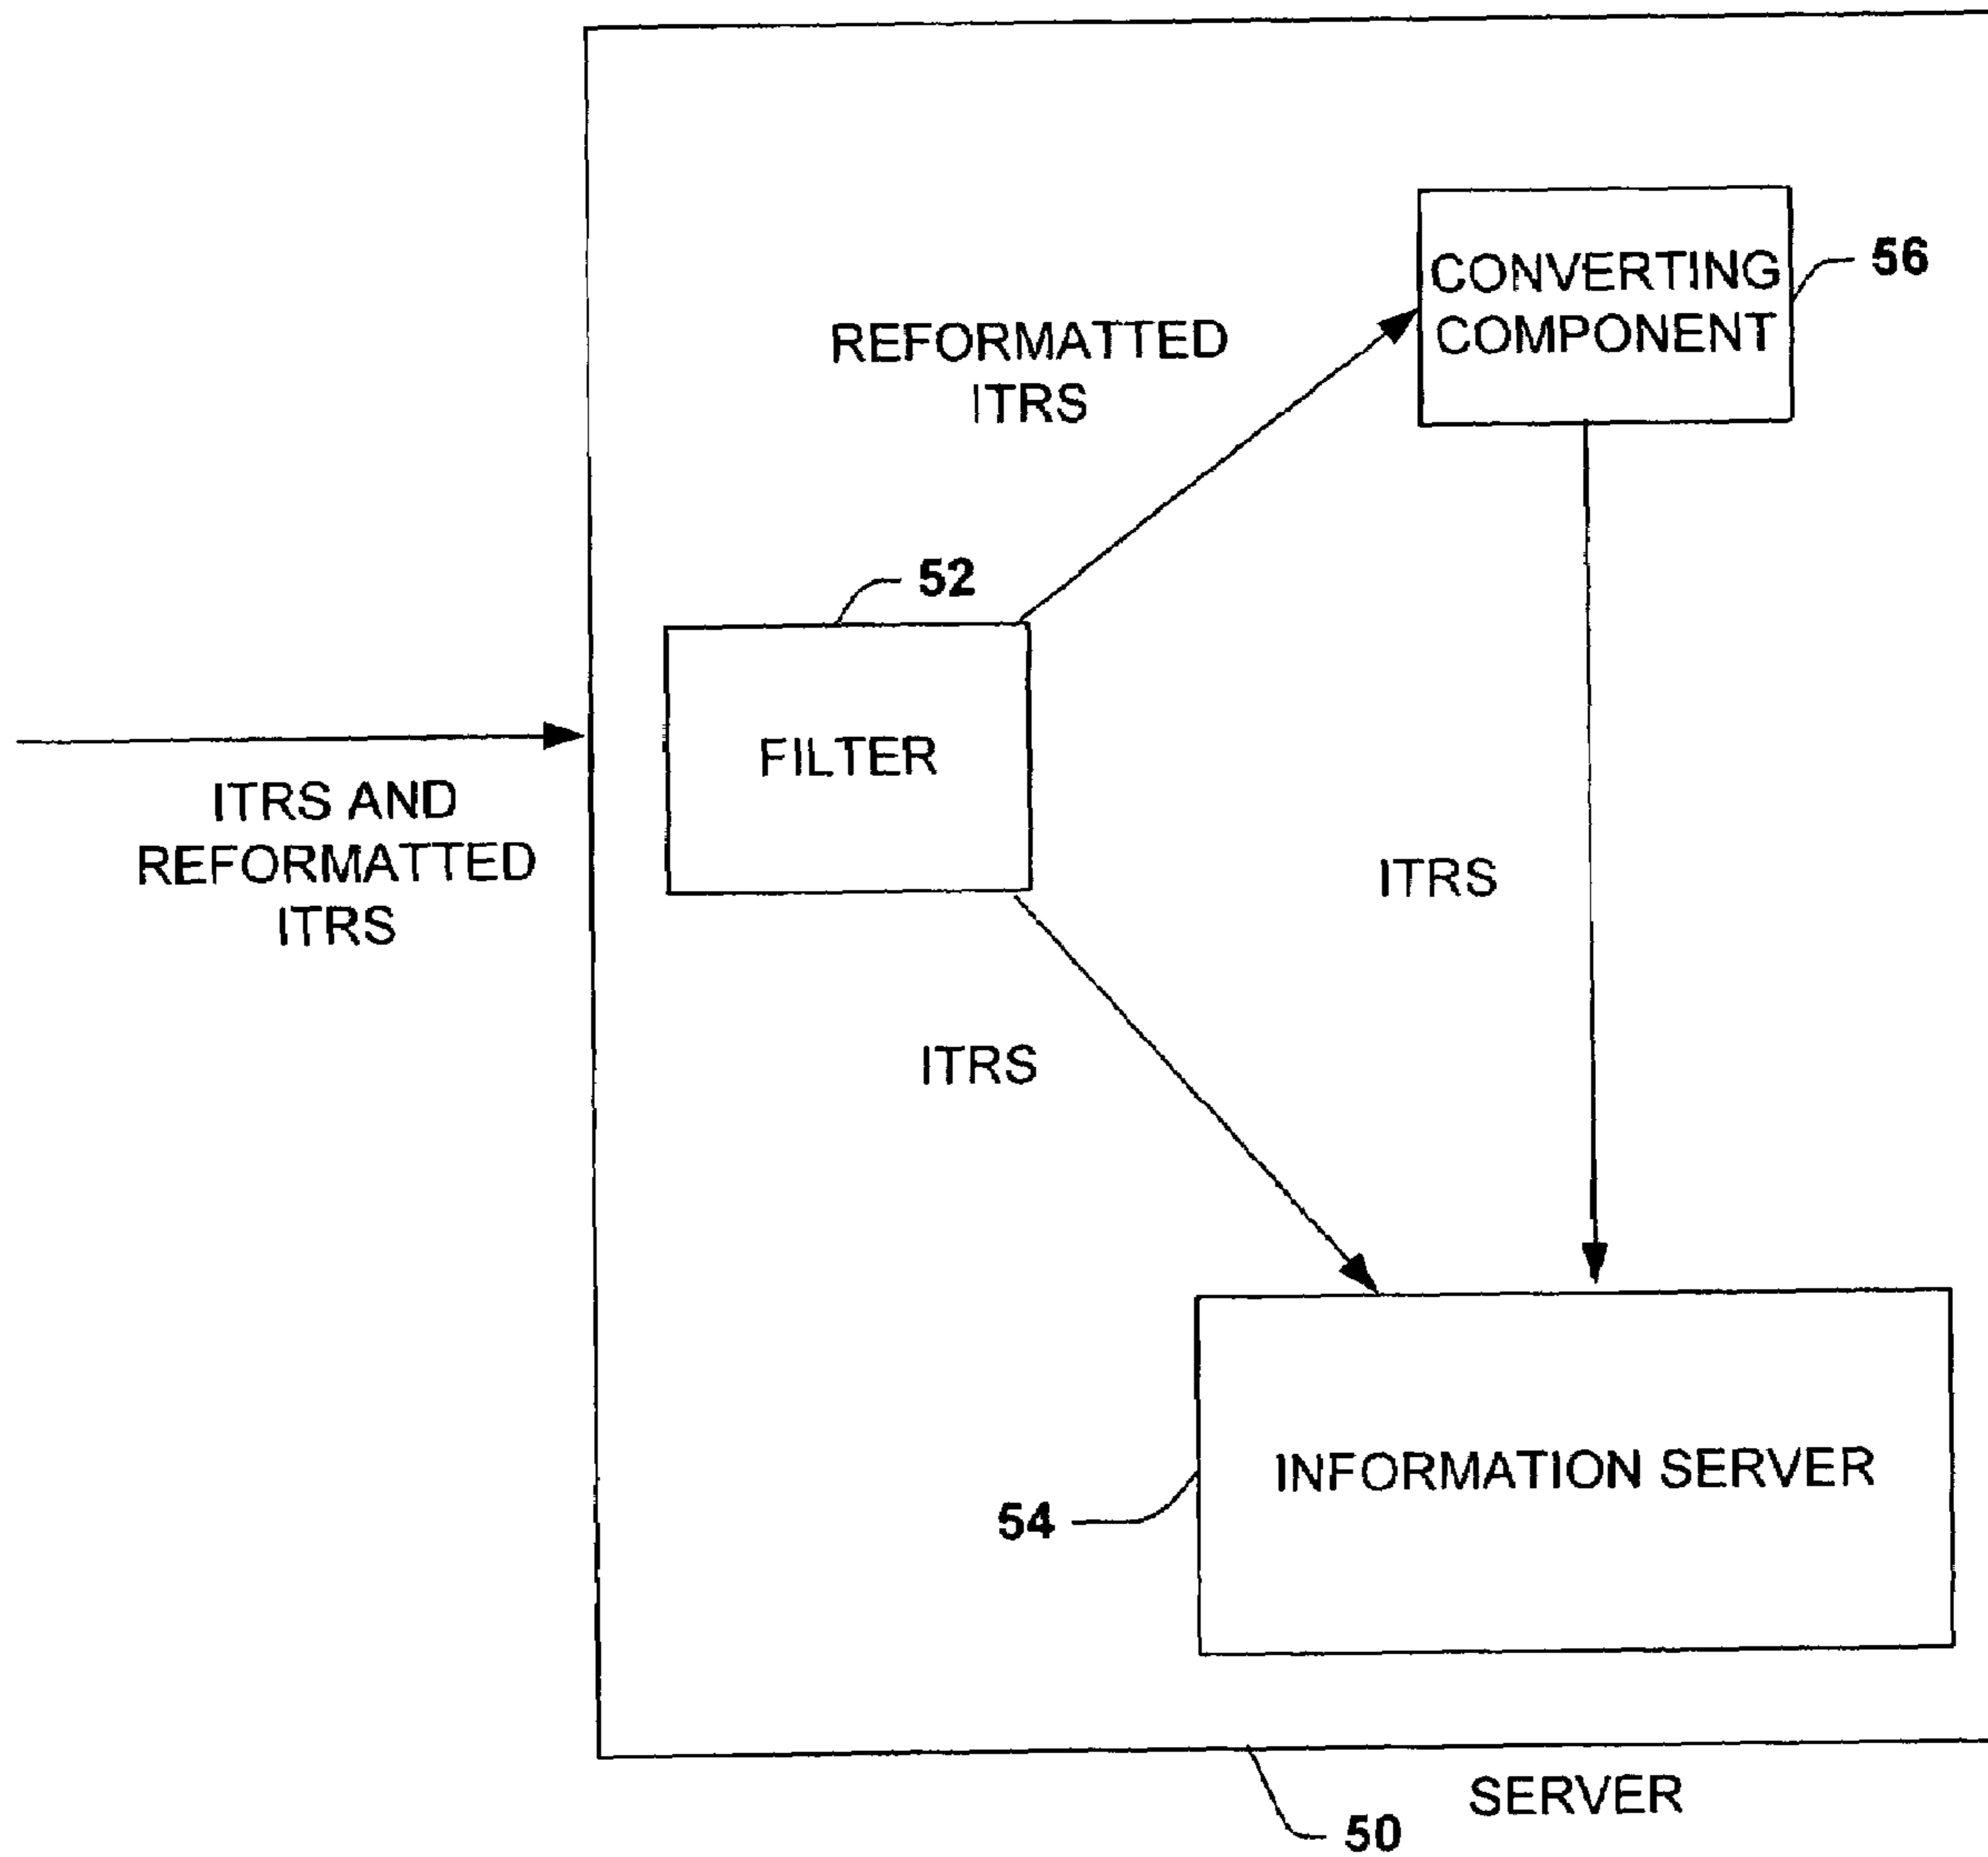 CONVERTING
COMPONENT
56
REFORMATTED
ITRS
52
FILTER
ITRS AND
REFORMATTED
ITRS
ITRS
ITRS
INFORMATION SERVER
54
SERVER
50